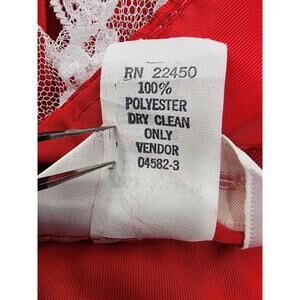 RN 22450
100%
POLYESTER
DRY CLEAN
ONLY
VENDOR
04582-3